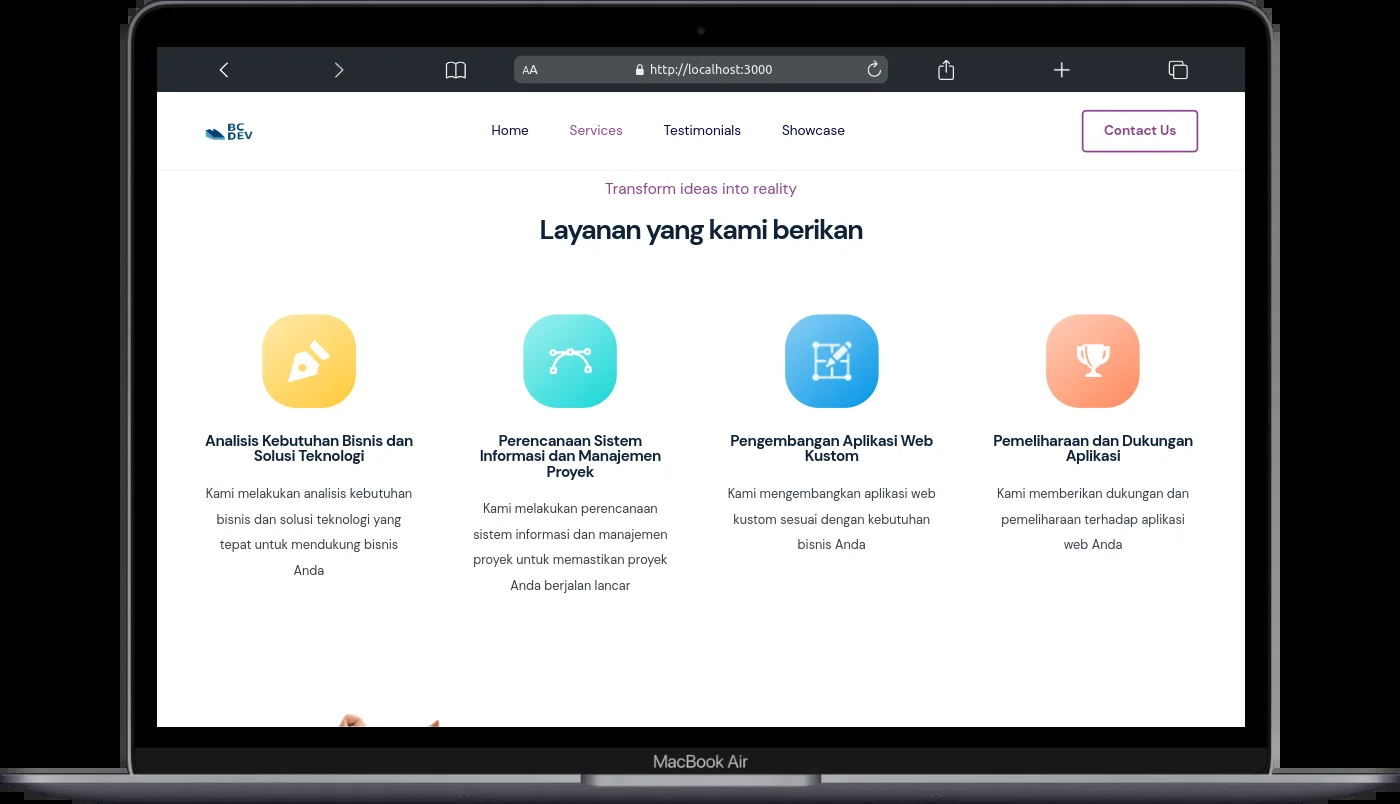 AA
http://localhost:3000
BC
DEV
Home
Services
Testimonials
Showcase
Contact Us
Transform ideas into reality
Layanan yang kami berikan
Analisis Kebutuhan Bisnis dan
Solusi Teknologi
Kami melakukan analisis kebutuhan
bisnis dan solusi teknologi yang
tepat untuk mendukung bisnis
Anda
Perencanaan Sistem
Informasi dan Manajemen
Proyek
Kami melakukan perencanaan
sistem informasi dan manajemen
proyek untuk memastikan proyek
Anda berjalan lancar
Pengembangan Aplikasi Web
Kustom
Kami mengembangkan aplikasi web
kustom sesuai dengan kebutuhan
bisnis Anda
Pemeliharaan dan Dukungan
Aplikasi
Kami memberikan dukungan dan
pemeliharaan terhadap aplikasi
web Anda
MacBook Air